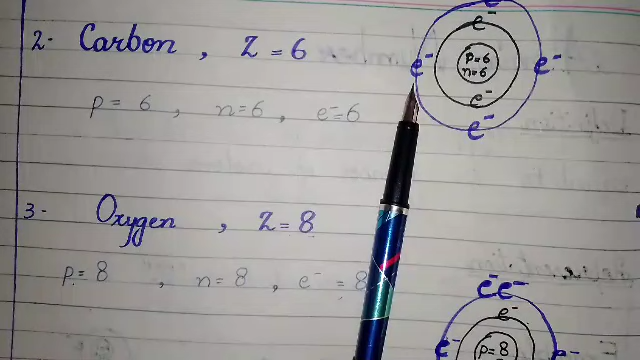 2- Carbon, Z = 6
p = 6, n = 6, e⁻ = 6
e⁻
e⁻
e⁻ p=6 e⁻
n=6
e⁻
e⁻
3- Oxygen, Z = 8
p = 8, n = 8, e⁻ = 8
e⁻ e⁻
e⁻
e⁻ p=8 e⁻